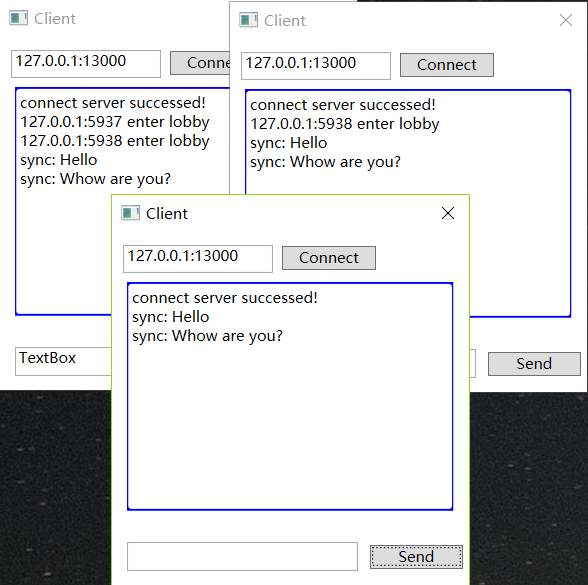 Client
127.0.0.1:13000
Conne
connect server successed!
127.0.0.1:5937 enter lobby
127.0.0.1:5938 enter lobby
sync: Hello
sync: Whow are you?
TextBox
Client
127.0.0.1:13000
Connect
connect server successed!
127.0.0.1:5938 enter lobby
sync: Hello
sync: Whow are you?
Send
Client
127.0.0.1:13000
Connect
connect server successed!
sync: Hello
sync: Whow are you?
Send